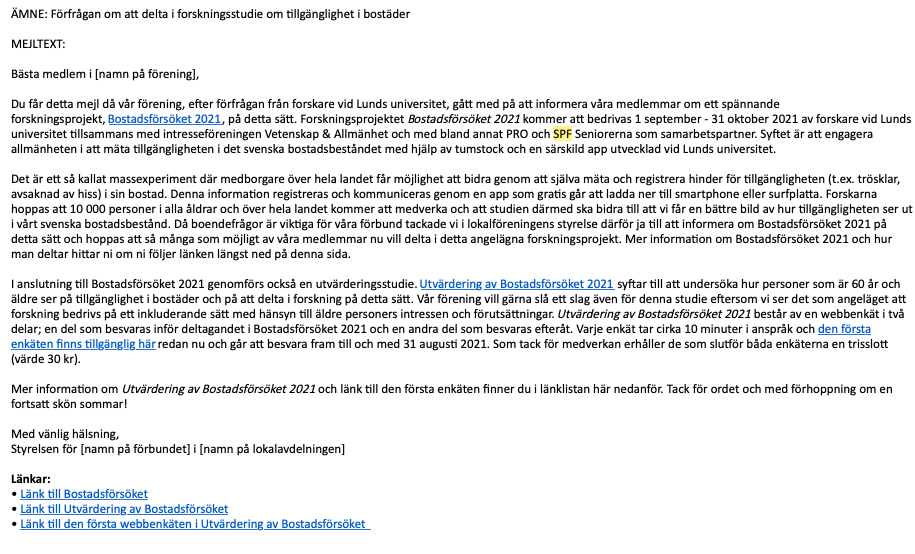 ÄMNE: Förfrågan om att delta i forskningsstudie om tillgänglighet i bostäder
MEJLTEXT:
Bästa medlem i [namn på förening],
Du får detta mejl då vår förening, efter förfrågan från forskare vid Lunds universitet, gått med på att informera våra medlemmar om ett spännande
forskningsprojekt, Bostadsförsöket 2021, på detta sätt. Forskningsprojektet Bostadsförsöket 2021 kommer att bedrivas 1 september - 31 oktober 2021 av forskare vid Lunds
universitet tillsammans med intresseföreningen Vetenskap & Allmänhet och med bland annat PRO och SPF Seniorerna som samarbetspartner. Syftet är att engagera
allmänheten i att mäta tillgängligheten i det svenska bostadsbeståndet med hjälp av tumstock och en särskild app utvecklad vid Lunds universitet.
Det är ett så kallat massexperiment där medborgare över hela landet får möjlighet att bidra genom att själva mäta och registrera hinder för tillgängligheten (t.ex. trösklar,
avsaknad av hiss) i sin bostad. Denna information registreras och kommuniceras genom en app som gratis går att ladda ner till smartphone eller surfplatta. Forskarna
hoppas att 10 000 personer i alla åldrar och över hela landet kommer att medverka och att studien därmed ska bidra till att vi får en bättre bild av hur tillgängligheten ser ut
i vårt svenska bostadsbestånd. Då boendefrågor är viktiga för våra förbund tackade vi i lokalföreningens styrelse därför ja till att informera om Bostadsförsöket 2021 på
detta sätt och hoppas att så många som möjligt av våra medlemmar nu vill delta i detta angelägna forskningsprojekt. Mer information om Bostadsförsöket 2021 och hur
man deltar hittar ni om ni följer länken längst ned på denna sida.
I anslutning till Bostadsförsöket 2021 genomförs också en utvärderingsstudie. Utvärdering av Bostadsförsöket 2021 syftar till att undersöka hur personer som är 60 år och
äldre ser på tillgänglighet i bostäder och på att delta i forskning på detta sätt. Vår förening vill gärna slå ett slag även för denna studie eftersom vi ser det som angeläget att
forskning bedrivs på ett inkluderande sätt med hänsyn till äldre personers intressen och förutsättningar. Utvärdering av Bostadsförsöket 2021 består av en webbenkät i två
delar; en del som besvaras inför deltagandet i Bostadsförsöket 2021 och en andra del som besvaras efteråt. Varje enkät tar cirka 10 minuter i anspråk och den första
enkäten finns tillgänglig här redan nu och går att besvara fram till och med 31 augusti 2021. Som tack för medverkan erhåller de som slutför båda enkäterna en trisslott
(värde 30 kr).
Mer information om Utvärdering av Bostadsförsöket 2021 och länk till den första enkäten finner du i länklistan här nedanför. Tack för ordet och med förhoppning om en
fortsatt skön sommar!
Med vänlig hälsning,
Styrelsen för [namn på förbundet] i [namn på lokalavdelningen]
Länkar:
• Länk till Bostadsförsöket
• Länk till Utvärdering av Bostadsförsöket
• Länk till den första webbenkäten i Utvärdering av Bostadsförsöket